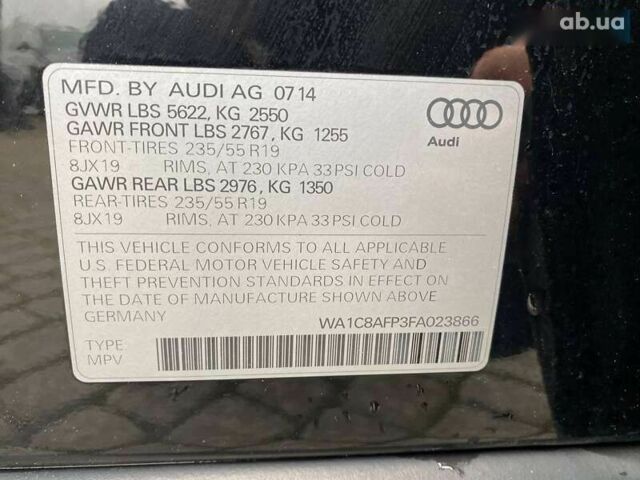 ab.ua
MFD. BY AUDI AG 0714
GVWR LBS 5622, KG 2550
GAWR FRONT LBS 2767, KG 1255
FRONT-TIRES 235/55 R19
8JX19 RIMS, AT 230 KPA 33 PSI COLD
GAWR REAR LBS 2976, KG 1350
REAR-TIRES 235/55 R19
8JX19 RIMS, AT 230 KPA 33 PSI COLD
Audi
THIS VEHICLE CONFORMS TO ALL APPLICABLE
U.S. FEDERAL MOTOR VEHICLE SAFETY AND
THEFT PREVENTION STANDARDS IN EFFECT ON
THE DATE OF MANUFACTURE SHOWN ABOVE
GERMANY
WA1C8AFP3FA023866
TYPE
MPV